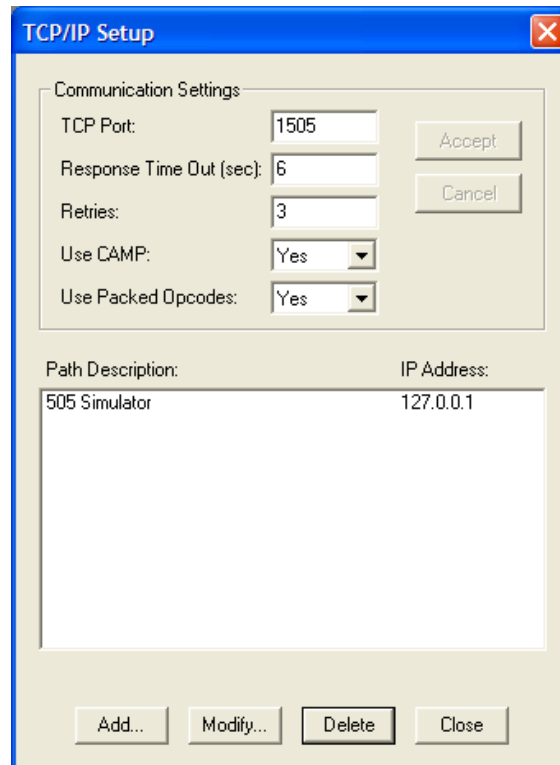 TCP/IP Setup
Communication Settings
TCP Port: 1505
Accept
Response Time Out (sec): 6
Cancel
Retries: 3
Use CAMP: Yes
Use Packed Opcodes: Yes
Path Description: IP Address:
505 Simulator 127.0.0.1
Add... Modify... Delete Close